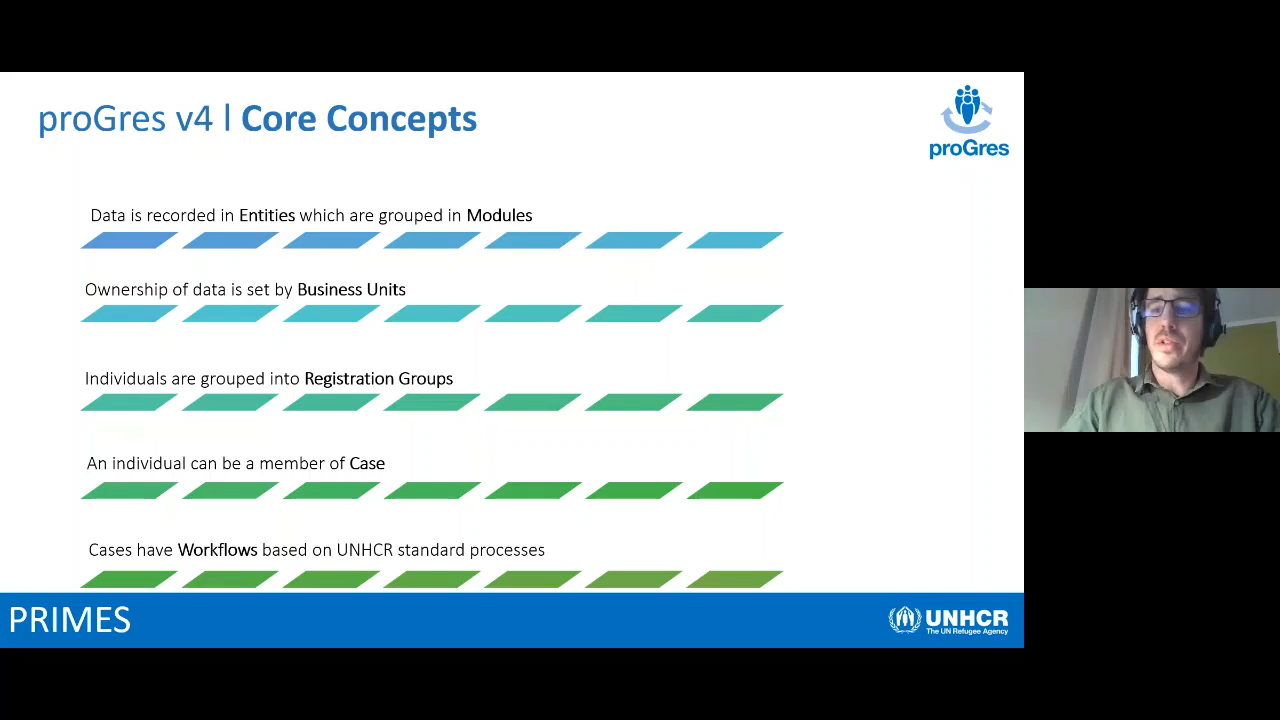 proGres v4 l Core Concepts
proGres
Data is recorded in Entities which are grouped in Modules
Ownership of data is set by Business Units
Individuals are grouped into Registration Groups
An individual can be a member of Case
Cases have Workflows based on UNHCR standard processes
PRIMES
UNHCR
The UN Refugee Agency